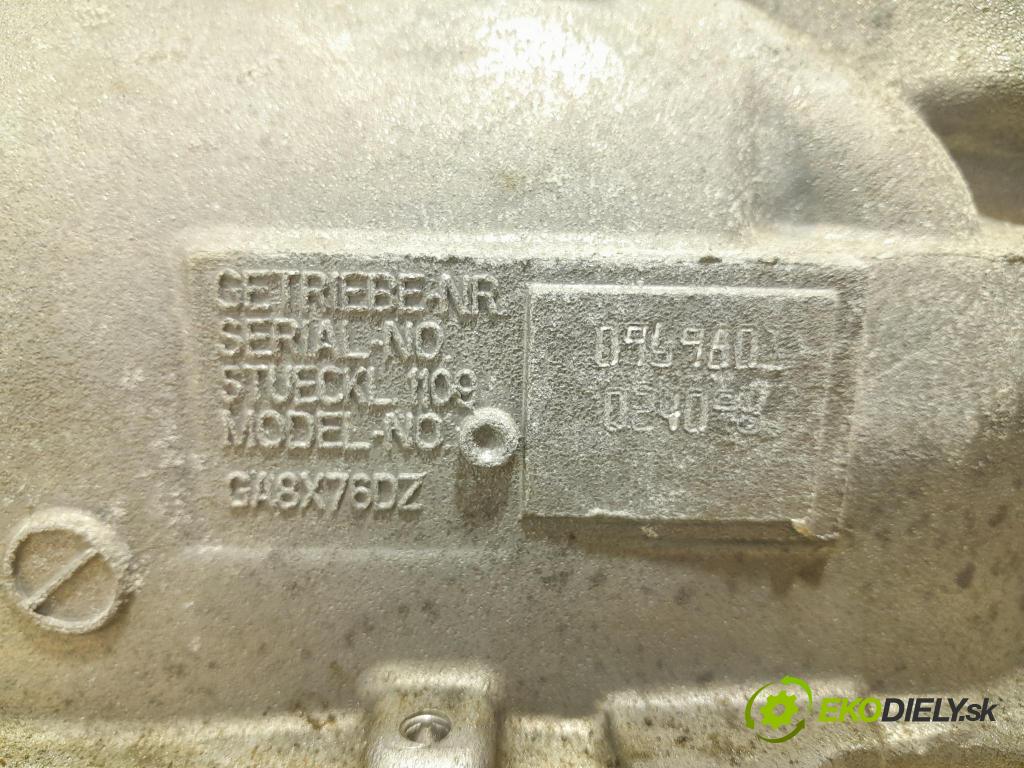 GETRIEBE-NR
SERIAL-NO.
STUECKL 1109
MODEL-NO.
GA8X76DZ
EKODIELY.sk